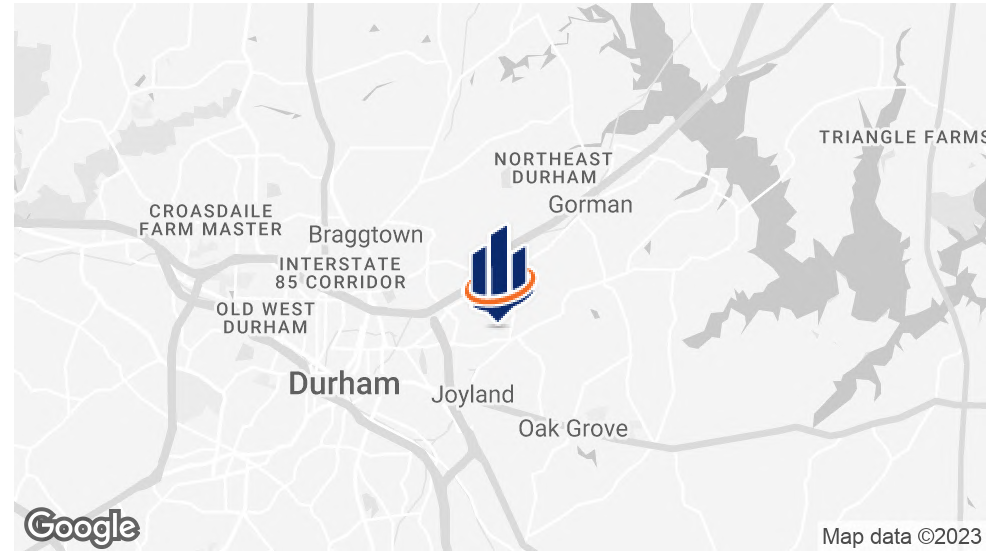 TRIANGLE FARMS
NORTHEAST
DURHAM
Gorman
CROASDAILE
FARM MASTER
Braggtown
INTERSTATE
85 CORRIDOR
OLD WEST
DURHAM
Durham
Joyland
Oak Grove
Google
Map data ©2023